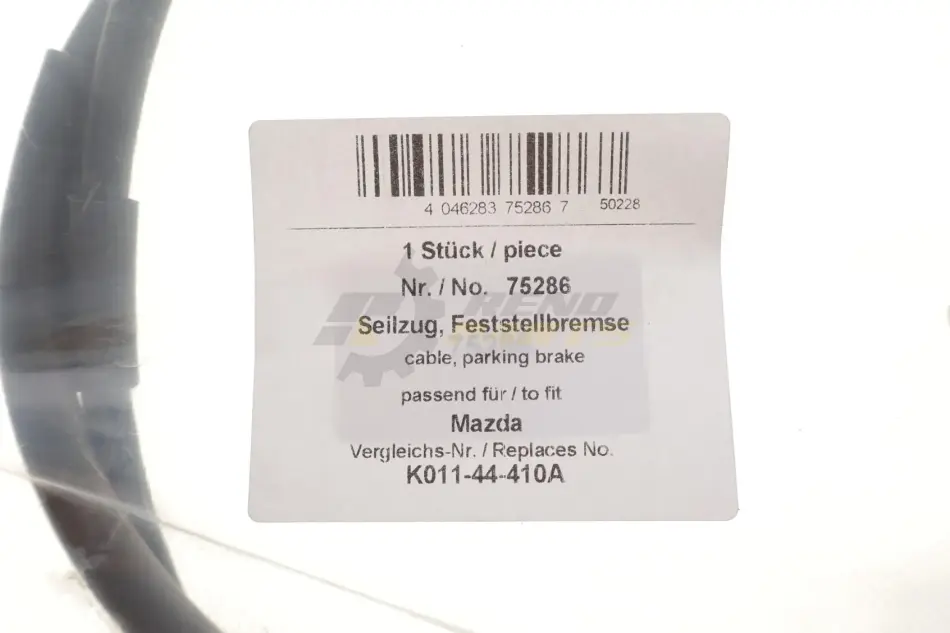 4 046283 75286 7 50228
1 Stück / piece
Nr. / No. 75286
Seilzug, Feststellbremse
cable, parking brake
passend für / to fit
Mazda
Vergleichs-Nr. / Replaces No.
K011-44-410A